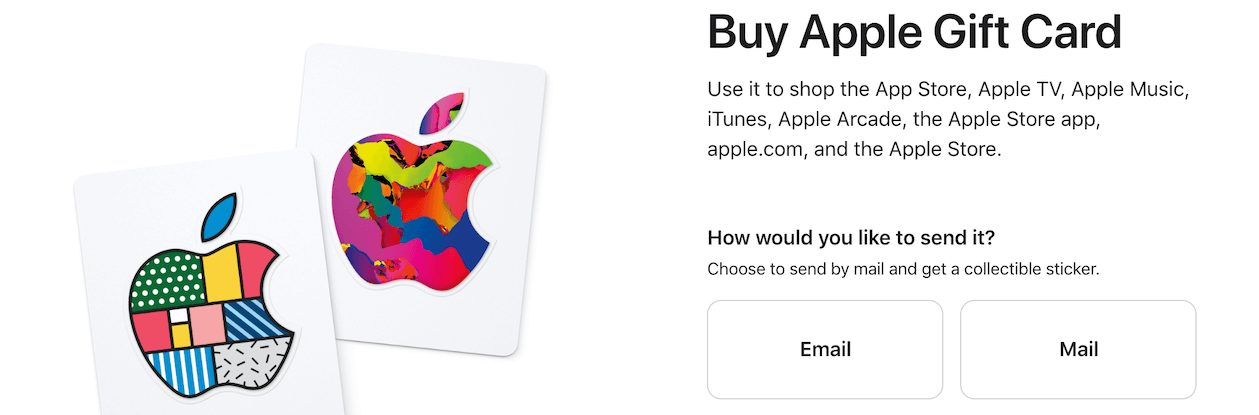 Buy Apple Gift Card
Use it to shop the App Store, Apple TV, Apple Music,
iTunes, Apple Arcade, the Apple Store app,
apple.com, and the Apple Store.
How would you like to send it?
Choose to send by mail and get a collectible sticker.
Email
Mail